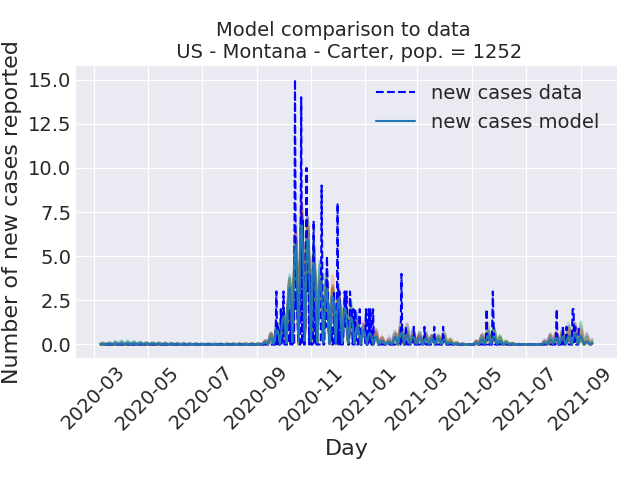 Model comparison to data
US - Montana - Carter, pop. = 1252
Number of new cases reported
15.0
12.5
10.0
7.5
5.0
2.5
0.0
new cases data
new cases model
2020-03
2020-05
2020-07
2020-09
2020-11
2021-01
2021-03
2021-05
2021-07
2021-09
Day